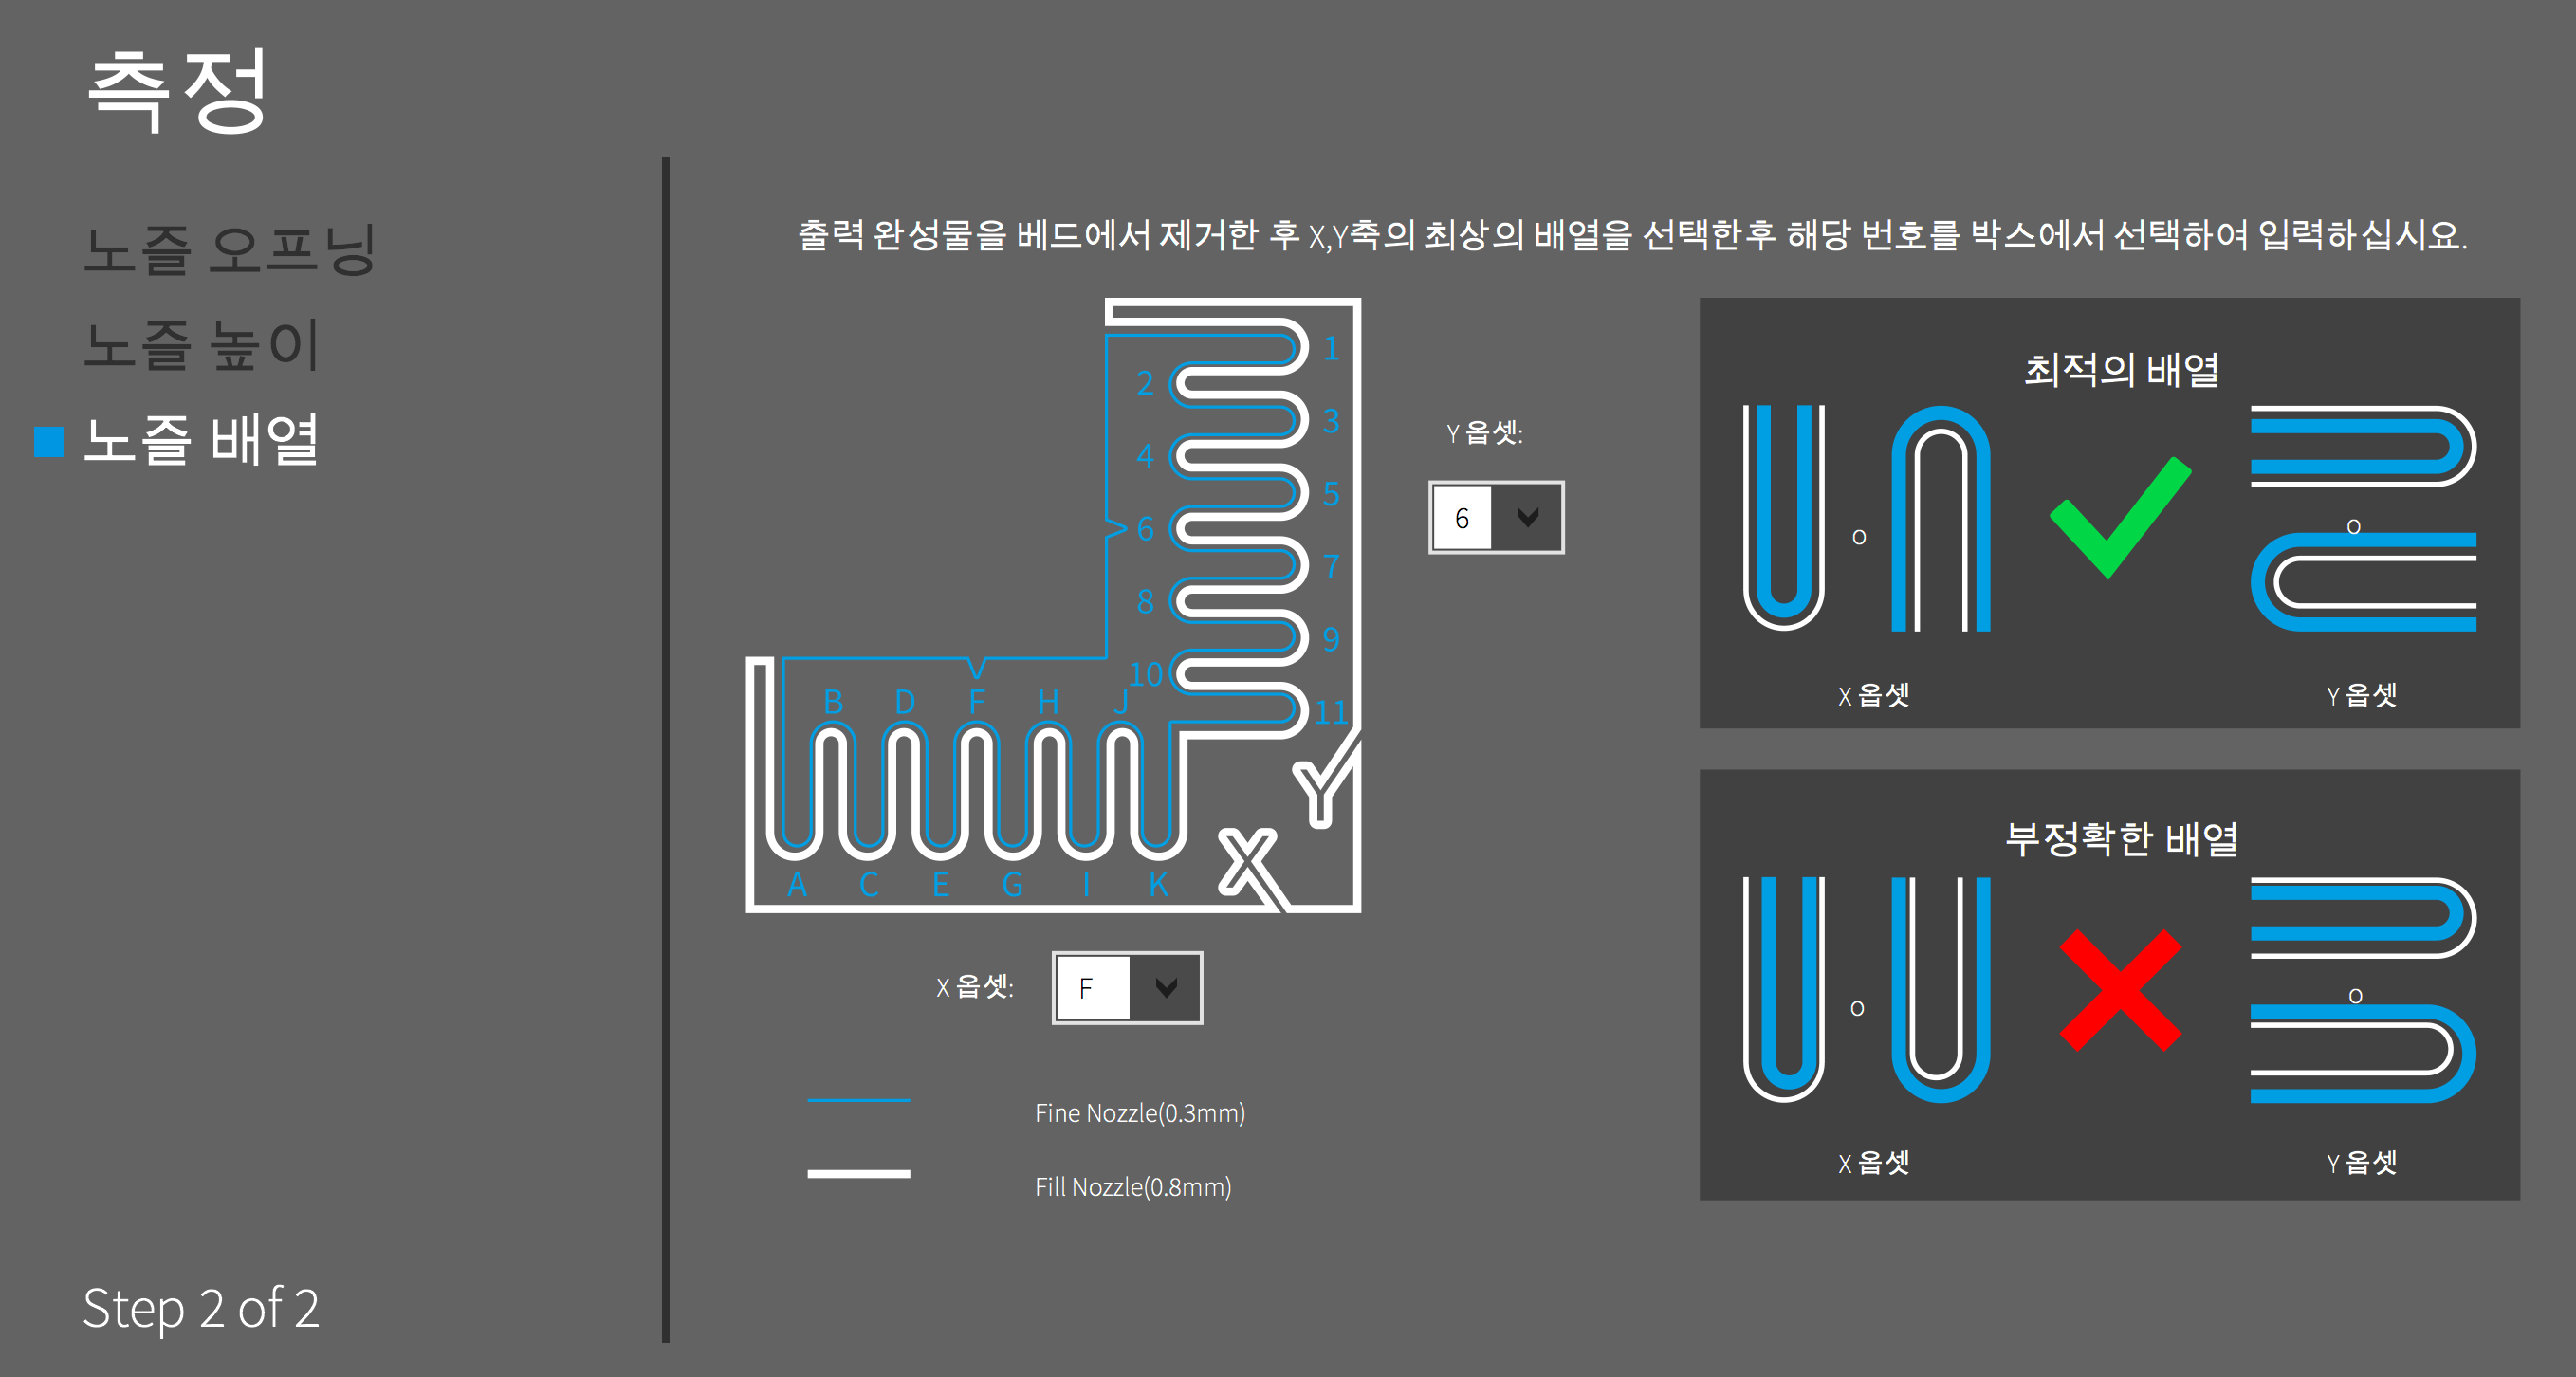 측정
노즐 오프닝
노즐 높이
노즐 배열
Step 2 of 2
출력 완성물을 베드에서 제거한 후 X,Y축의 최상의 배열을 선택한후 해당 번호를 박스에서 선택하여 입력하십시요.
1
2
3
4
5
6
7
8
9
10
11
B D F H J
A C E G I K
Y
X
Y 옵셋:
6
X 옵셋:
F
Fine Nozzle(0.3mm)
Fill Nozzle(0.8mm)
최적의 배열
o
o
X 옵셋
Y 옵셋
부정확한 배열
o
o
X 옵셋
Y 옵셋